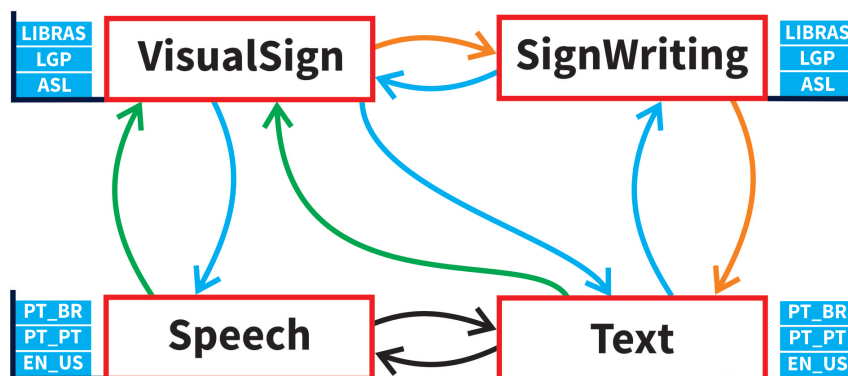 LIBRAS
LGP
ASL
VisualSign
SignWriting
LIBRAS
LGP
ASL
PT_BR
PT_PT
EN_US
Speech
Text
PT_BR
PT_PT
EN_US